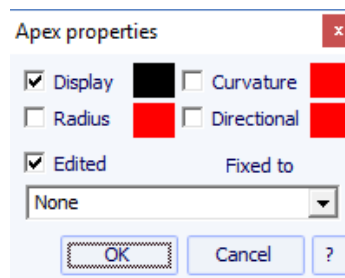 Apex properties x
Display Curvature
Radius Directional
Edited Fixed to
None
OK Cancel ?